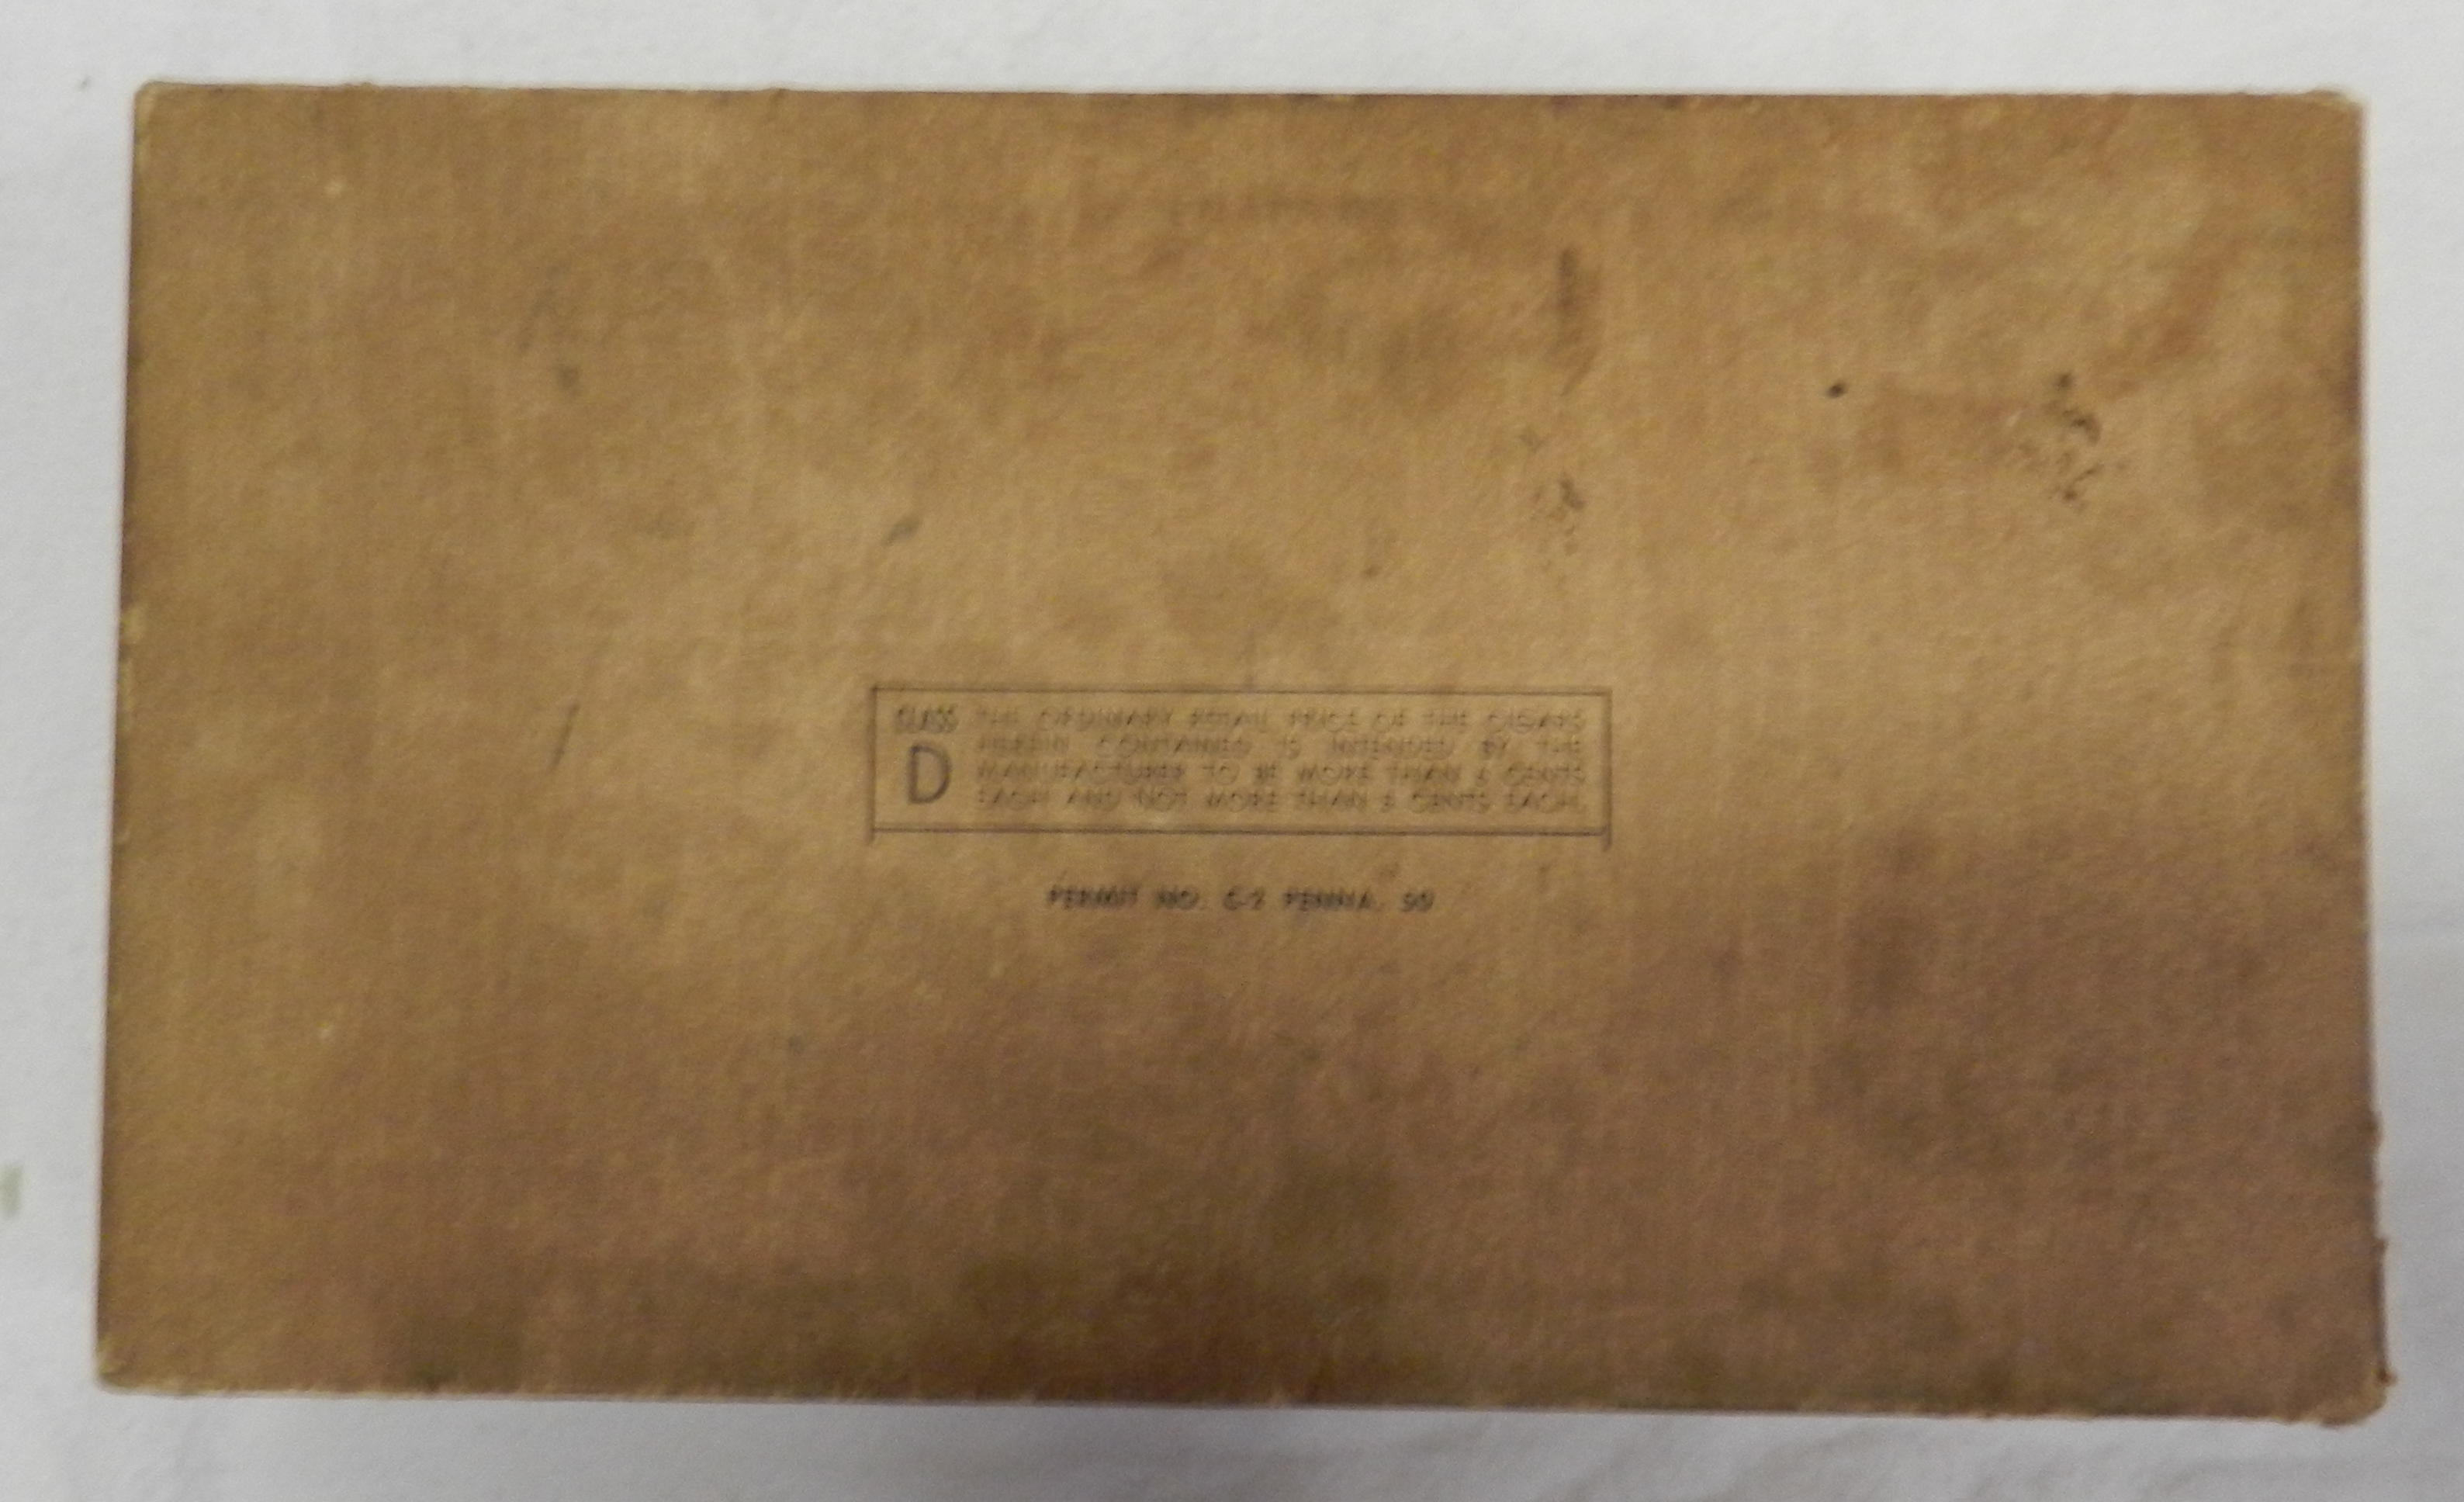 CLASS
D
THE ORDINARY RETAIL PRICE OF THE CIGARS
HEREIN CONTAINED IS INTENDED BY THE
MANUFACTURER TO BE MORE THAN 6 CENTS
EACH AND NOT MORE THAN 8 CENTS EACH.
PERMIT NO. C-2 PENNA. 99